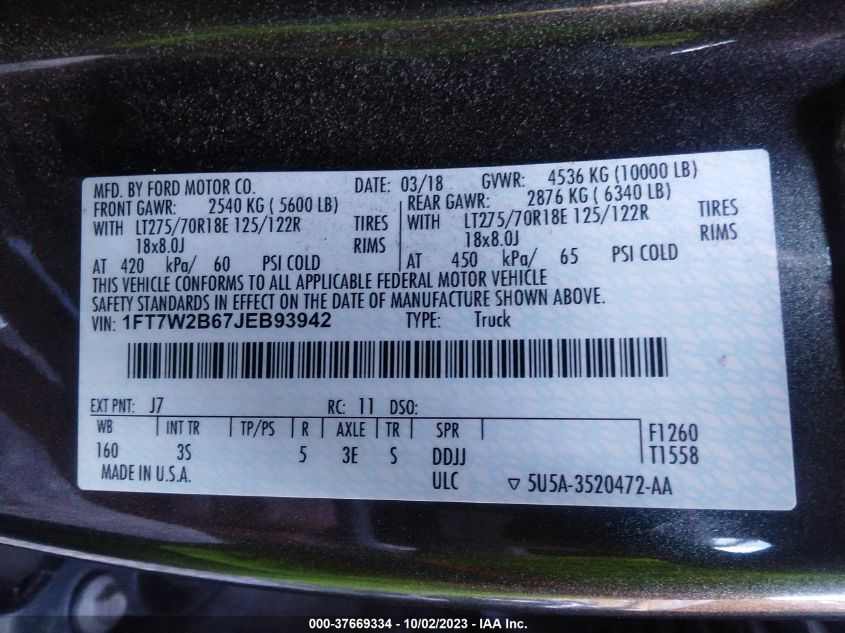 MFD. BY FORD MOTOR CO. DATE: 03/18 GVWR: 4536 KG (10000 LB)
FRONT GAWR: 2540 KG ( 5600 LB) REAR GAWR: 2876 KG ( 6340 LB)
WITH LT275/70R18E 125/122R TIRES WITH LT275/70R18E 125/122R TIRES
18x8.0J RIMS 18x8.0J RIMS
AT 420 kPa/ 60 PSI COLD AT 450 kPa/ 65 PSI COLD
THIS VEHICLE CONFORMS TO ALL APPLICABLE FEDERAL MOTOR VEHICLE
SAFETY STANDARDS IN EFFECT ON THE DATE OF MANUFACTURE SHOWN ABOVE.
VIN: 1FT7W2B67JEB93942 TYPE: Truck
EXT PNT: J7 RC: 11 DSO:
WB INT TR TP/PS R AXLE TR SPR F1260
160 3S 5 3E S DDJJ T1558
MADE IN U.S.A. ULC ▽ 5U5A-3520472-AA
000-37669334 - 10/02/2023 - IAA Inc.